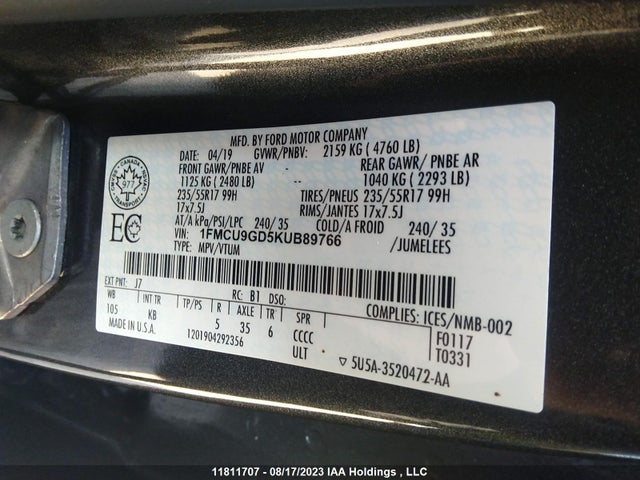 MFD. BY FORD MOTOR COMPANY
DATE: 04/19 GVWR/PNBV: 2159 KG ( 4760 LB)
FRONT GAWR/PNBE AV REAR GAWR/ PNBE AR
1125 KG ( 2480 LB) -- 1040 KG ( 2293 LB)
235/55R17 99H TIRES/PNEUS 235/55R17 99H
17x7.5J RIMS/JANTES 17x7.5J
AT/A kPa/PSI/LPC 240/35 COLD/A FROID 240/35
VIN: 1FMCU9GD5KUB89766 /JUMELEES
TYPE: MPV/VTUM
CANADA
977
TRANSPORT
EC
EXT PNT: J7 RC: B1 DSO: COMPLIES: ICES/NMB-002
WB INT TR TP/PS R AXLE TR SPR F0117
105 KB 5 35 6 CCCC T0331
MADE IN U.S.A. 1201904292356 ULT ▽ 5U5A-3520472-AA
11811707 - 08/17/2023 IAA Holdings , LLC